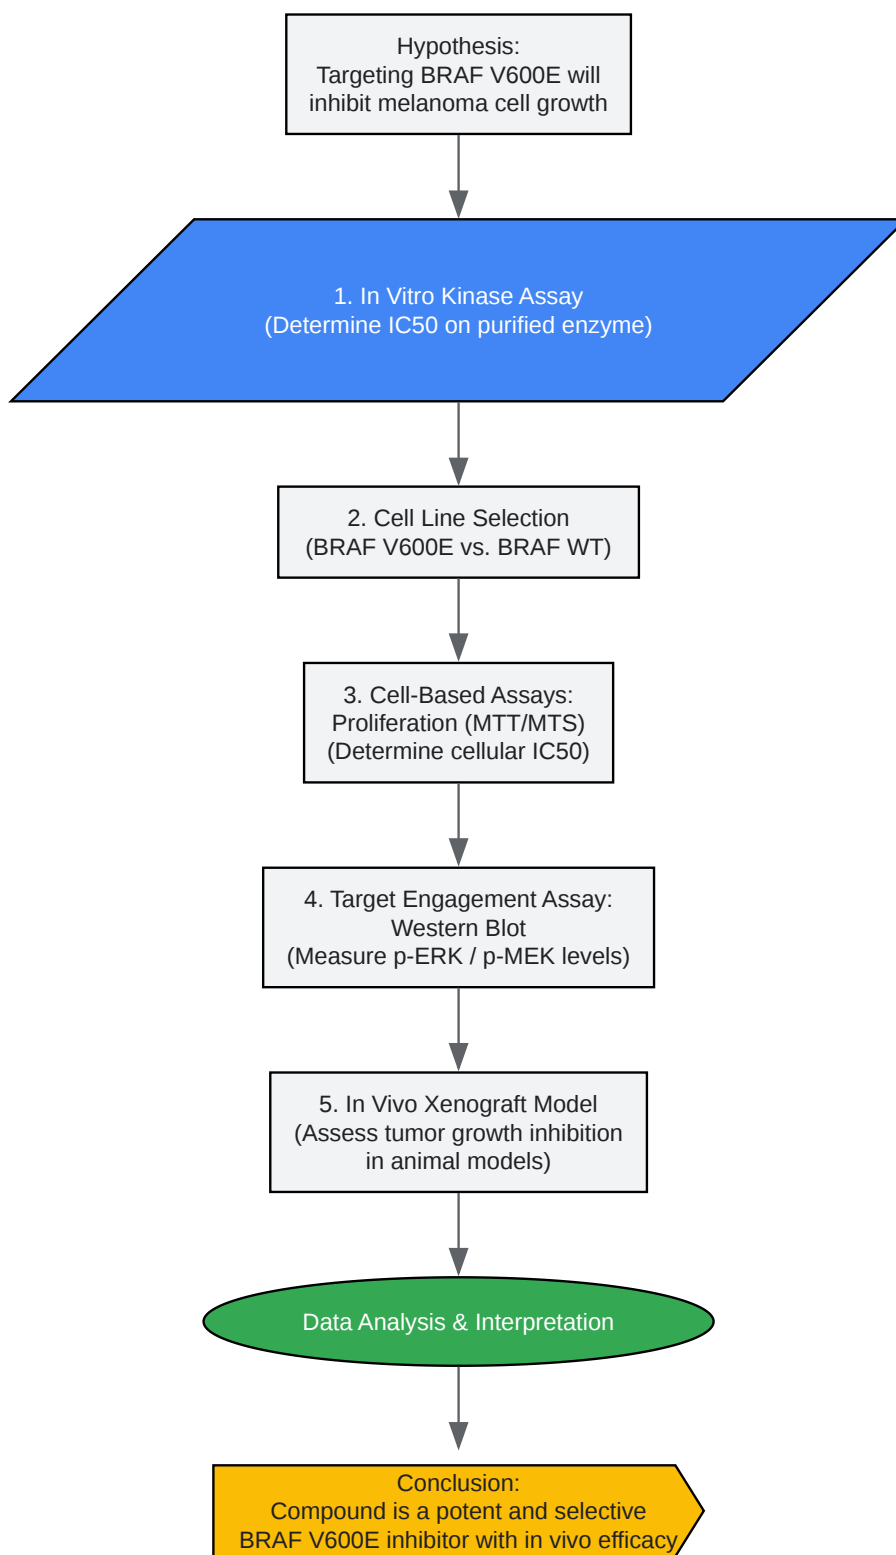 Hypothesis:
Targeting BRAF V600E will
inhibit melanoma cell growth
1. In Vitro Kinase Assay
(Determine IC50 on purified enzyme)
2. Cell Line Selection
(BRAF V600E vs. BRAF WT)
3. Cell-Based Assays:
Proliferation (MTT/MTS)
(Determine cellular IC50)
4. Target Engagement Assay:
Western Blot
(Measure p-ERK / p-MEK levels)
5. In Vivo Xenograft Model
(Assess tumor growth inhibition
in animal models)
Data Analysis & Interpretation
Conclusion:
Compound is a potent and selective
BRAF V600E inhibitor with in vivo efficacy